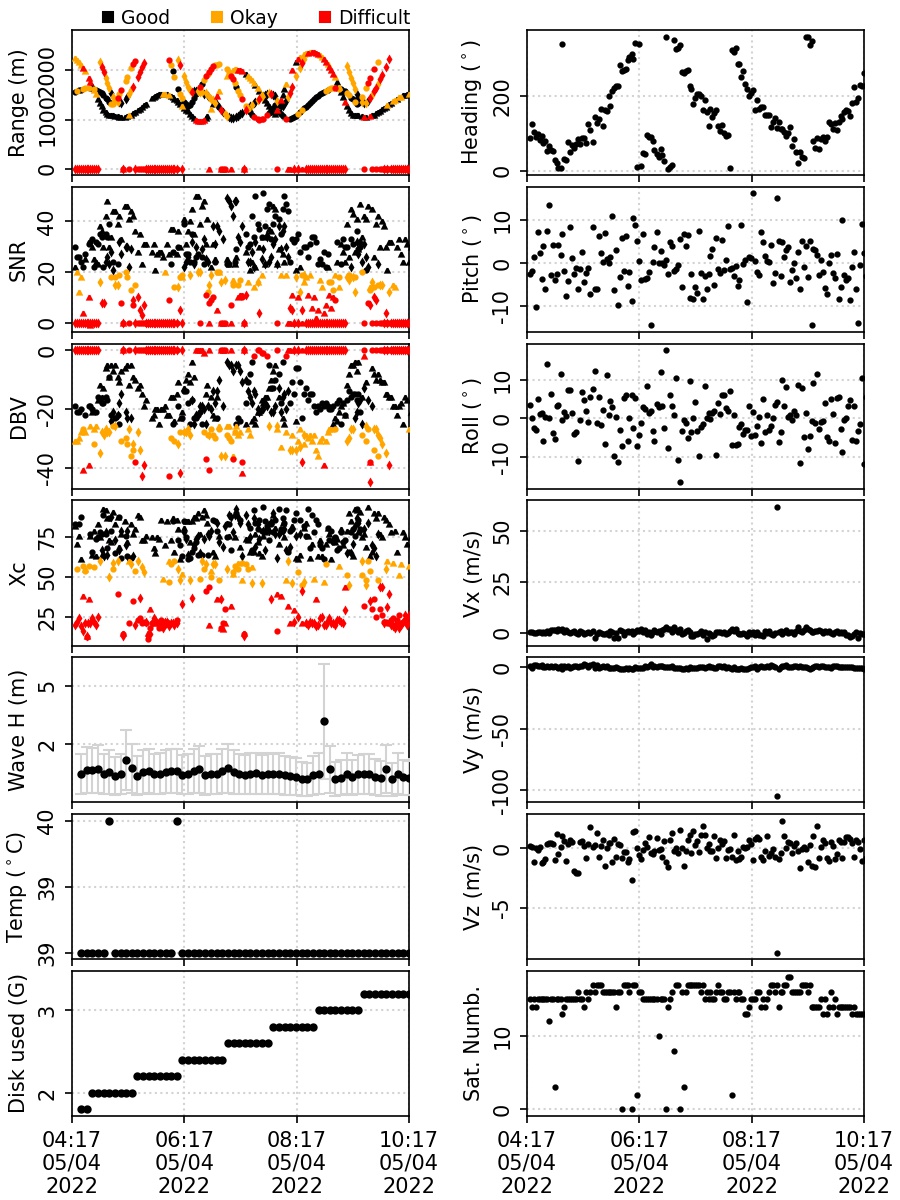 Good Okay Difficult
Range (m)
0 1000 2000
SNR
0 20 40
DBV
-40 -20 0
Xc
25 50 75
Wave H (m)
2 5
Temp (°C)
39 39 40
Disk used (G)
2 3
04:17 06:17 08:17 10:17
05/04 05/04 05/04 05/04
2022 2022 2022 2022
Heading (°)
0 200
Pitch (°)
-10 0 10
Roll (°)
-10 0 10
Vx (m/s)
0 25 50
Vy (m/s)
-100 -50 0
Vz (m/s)
-5 0
Sat. Numb.
0 10
04:17 06:17 08:17 10:17
05/04 05/04 05/04 05/04
2022 2022 2022 2022